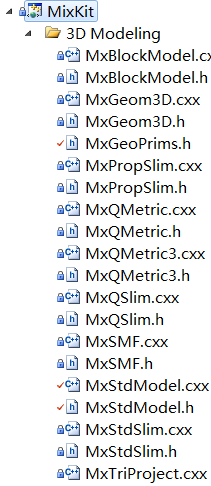 MixKit
3D Modeling
MxBlockModel.cx
MxBlockModel.h
MxGeom3D.cxx
MxGeom3D.h
MxGeoPrims.h
MxPropSlim.cxx
MxPropSlim.h
MxQMetric.cxx
MxQMetric.h
MxQMetric3.cxx
MxQMetric3.h
MxQSlim.cxx
MxQSlim.h
MxSMF.cxx
MxSMF.h
MxStdModel.cxx
MxStdModel.h
MxStdSlim.cxx
MxStdSlim.h
MxTriProject.cxx